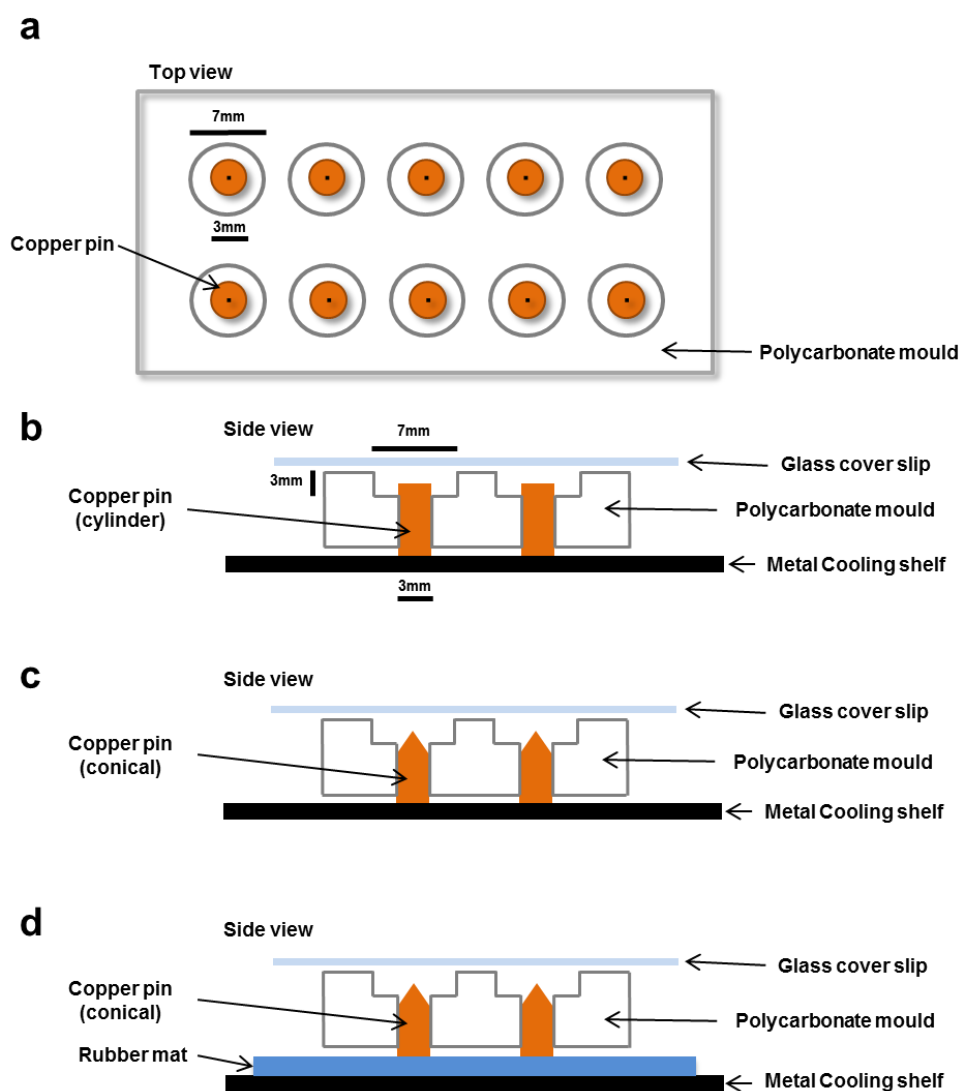 a
Top view
7mm
3mm
Copper pin
Polycarbonate mould
b
Side view
7mm
Glass cover slip
3mm
Copper pin
(cylinder)
Polycarbonate mould
Metal Cooling shelf
3mm
c
Side view
Glass cover slip
Copper pin
(conical)
Polycarbonate mould
Metal Cooling shelf
d
Side view
Glass cover slip
Copper pin
(conical)
Polycarbonate mould
Rubber mat
Metal Cooling shelf